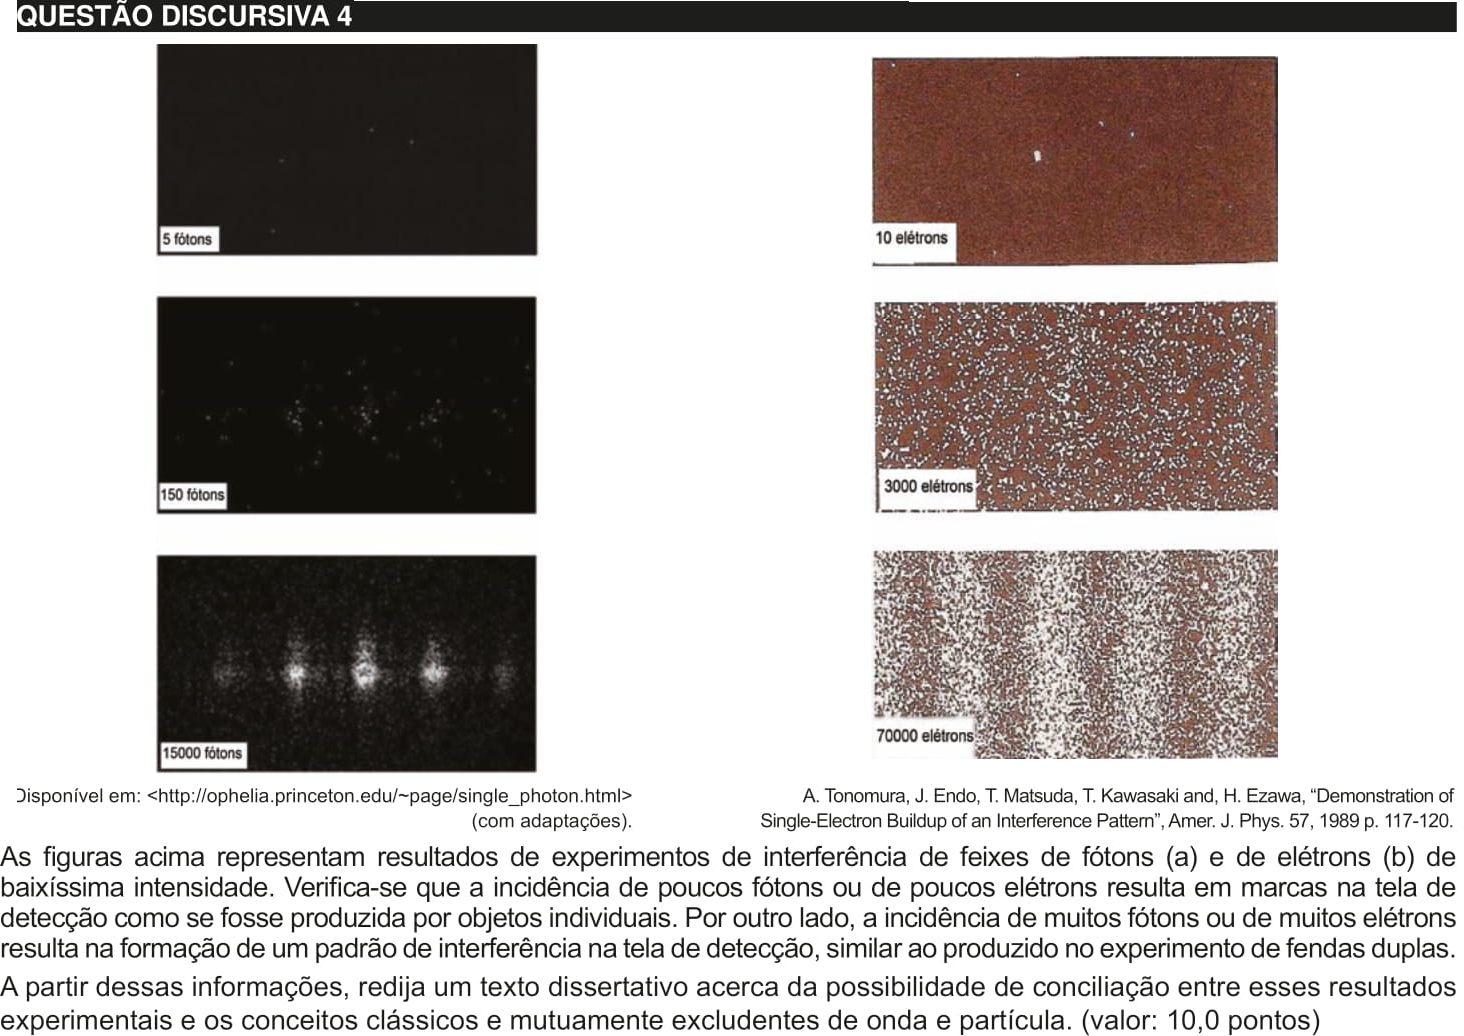 QUESTÃO DISCURSIVA 4
5 fótons
10 elétrons
150 fótons
3000 elétrons
15000 fótons
70000 elétrons
Disponível em: <http://ophelia.princeton.edu/~page/single_photon.html>
(com adaptações).
A. Tonomura, J. Endo, T. Matsuda, T. Kawasaki and, H. Ezawa, “Demonstration of
Single-Electron Buildup of an Interference Pattern”, Amer. J. Phys. 57, 1989 p. 117-120.
As figuras acima representam resultados de experimentos de interferência de feixes de fótons (a) e de elétrons (b) de
baixíssima intensidade. Verifica-se que a incidência de poucos fótons ou de poucos elétrons resulta em marcas na tela de
detecção como se fosse produzida por objetos individuais. Por outro lado, a incidência de muitos fótons ou de muitos elétrons
resulta na formação de um padrão de interferência na tela de detecção, similar ao produzido no experimento de fendas duplas.
A partir dessas informações, redija um texto dissertativo acerca da possibilidade de conciliação entre esses resultados
experimentais e os conceitos clássicos e mutuamente excludentes de onda e partícula. (valor: 10,0 pontos)